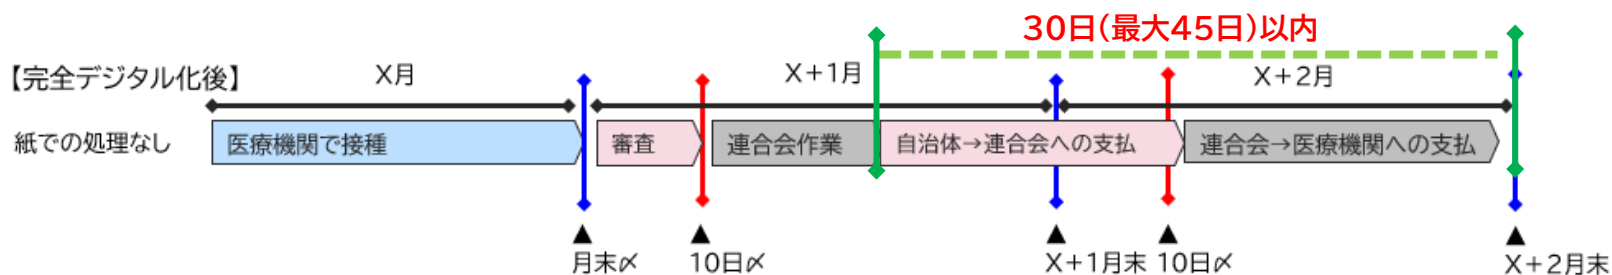 30日(最大45日)以内
【完全デジタル化後】
X月
X+1月
X+2月
紙での処理なし
医療機関で接種
審査
連合会作業
自治体→連合会への支払
連合会→医療機関への支払
▲
▲
▲
▲
▲
月末〆
10日〆
X+1月末
10日〆
X+2月末